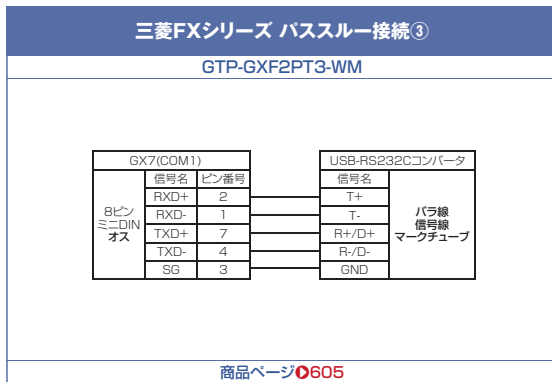 三菱FXシリーズ パススルー接続③
GTP-GXF2PT3-WM
GX7(COM1)
信号名 ピン番号
8ピン
ミニDIN
オス
RXD+ 2
RXD- 1
TXD+ 7
TXD- 4
SG 3
USB-RS232Cコンバータ
信号名
T+
T-
R+/D+
R-/D-
GND
バラ線
信号線
マークチューブ
商品ページ 605